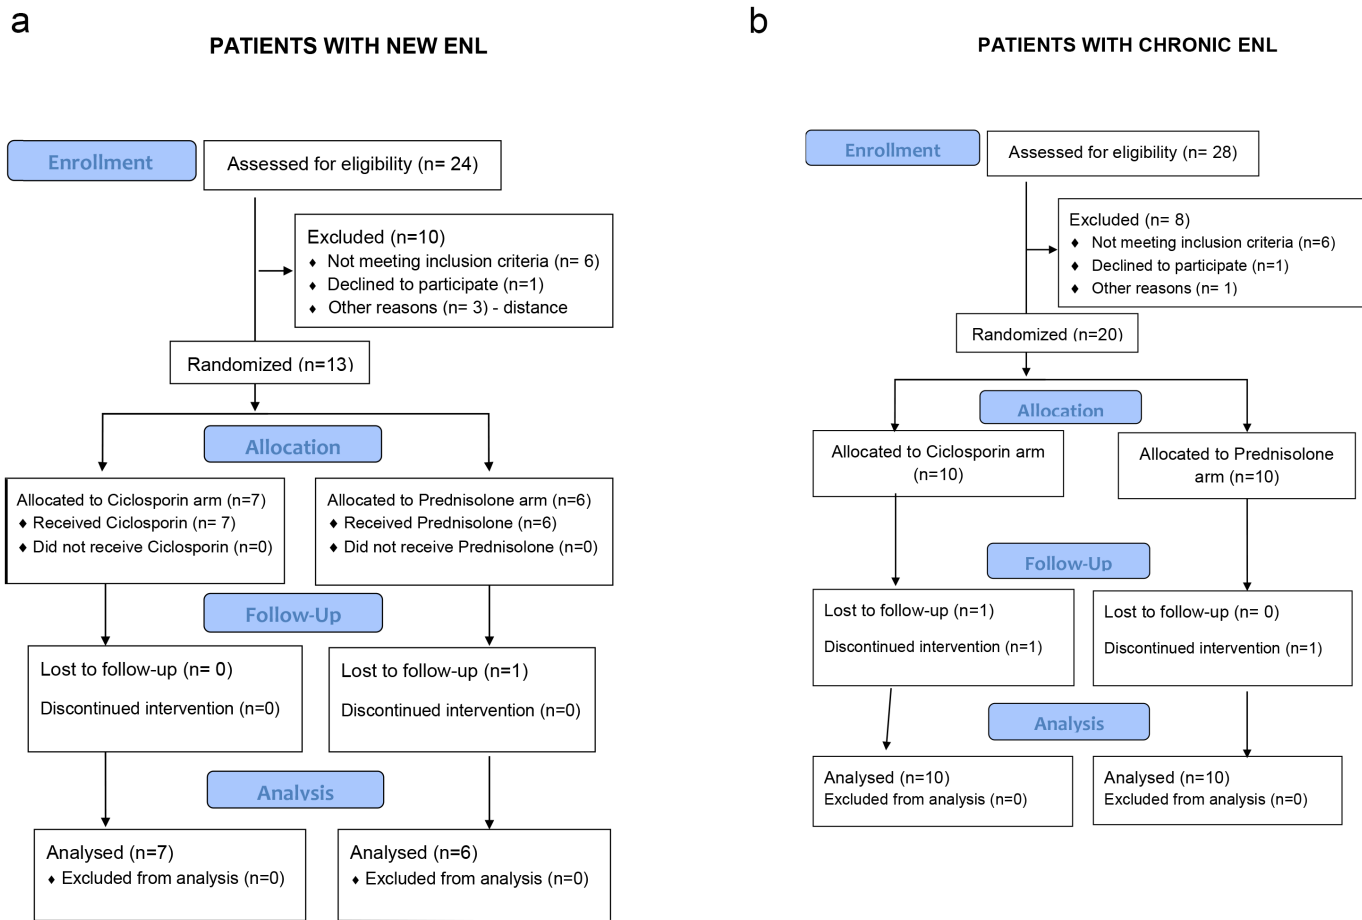 a
PATIENTS WITH NEW ENL
Enrollment
Assessed for eligibility (n= 24)
Excluded (n=10)
♦ Not meeting inclusion criteria (n= 6)
♦ Declined to participate (n=1)
♦ Other reasons (n= 3) - distance
Randomized (n=13)
Allocation
Allocated to Ciclosporin arm (n=7)
♦ Received Ciclosporin (n= 7)
♦ Did not receive Ciclosporin (n=0)
Allocated to Prednisolone arm (n=6)
♦ Received Prednisolone (n=6)
♦ Did not receive Prednisolone (n=0)
Follow-Up
Lost to follow-up (n= 0)
Discontinued intervention (n=0)
Lost to follow-up (n=1)
Discontinued intervention (n=0)
Analysis
Analysed (n=7)
♦ Excluded from analysis (n=0)
Analysed (n=6)
♦ Excluded from analysis (n=0)
b
PATIENTS WITH CHRONIC ENL
Enrollment
Assessed for eligibility (n= 28)
Excluded (n= 8)
♦ Not meeting inclusion criteria (n=6)
♦ Declined to participate (n=1)
♦ Other reasons (n= 1)
Randomized (n=20)
Allocation
Allocated to Ciclosporin arm
(n=10)
Allocated to Prednisolone
arm (n=10)
Follow-Up
Lost to follow-up (n=1)
Discontinued intervention (n=1)
Lost to follow-up (n= 0)
Discontinued intervention (n=1)
Analysis
Analysed (n=10)
Excluded from analysis (n=0)
Analysed (n=10)
Excluded from analysis (n=0)